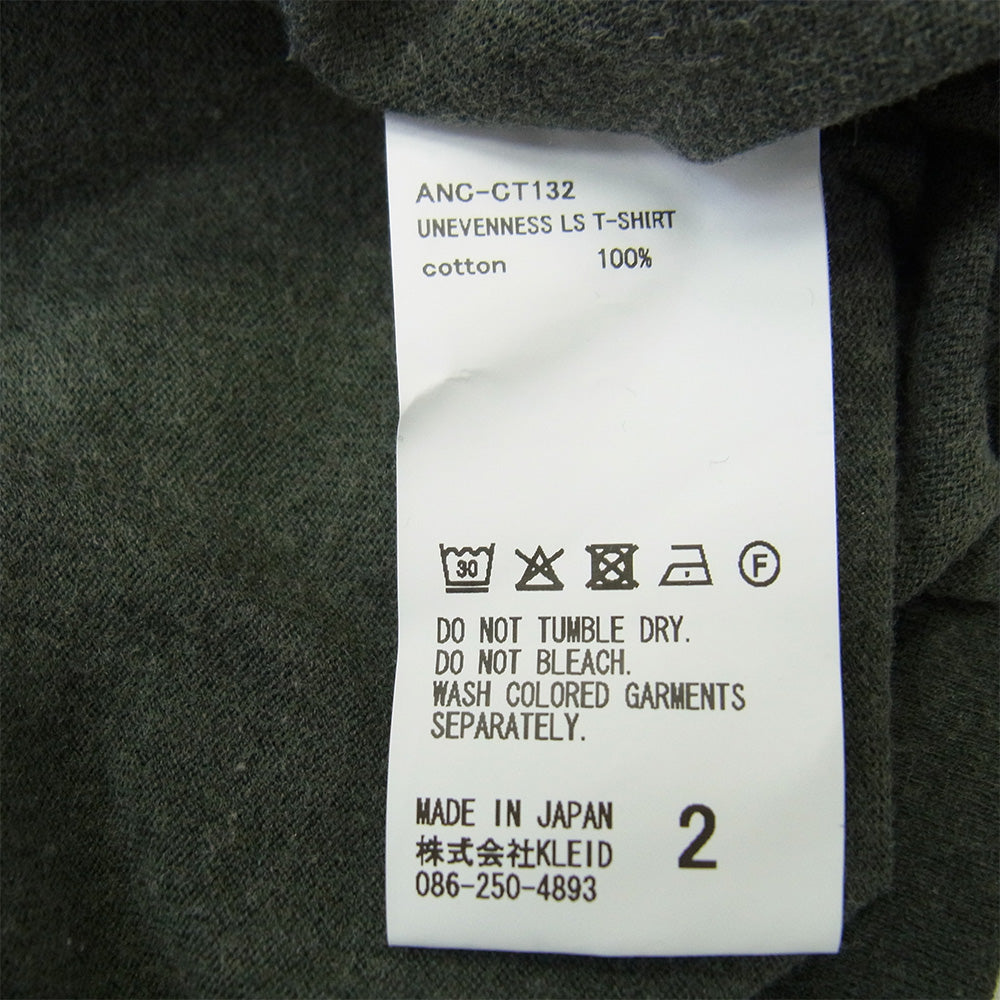 ANC-CT132
UNEVENNESS LS T-SHIRT
cotton 100%
30 F
DO NOT TUMBLE DRY.
DO NOT BLEACH.
WASH COLORED GARMENTS
SEPARATELY.
MADE IN JAPAN 2
株式会社KLEID
086-250-4893